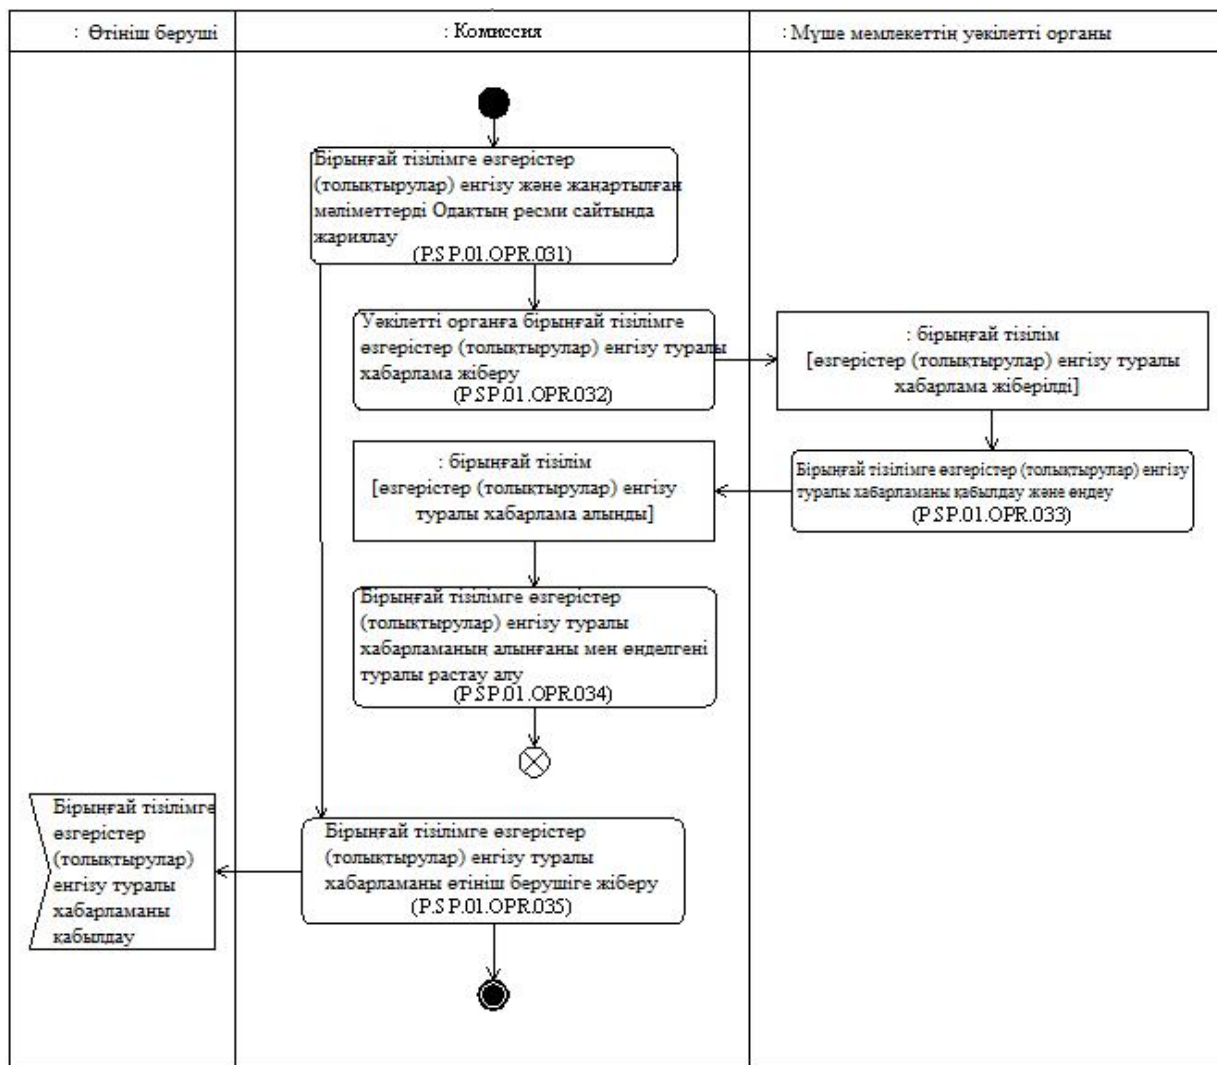 : Өтініш беруші
: Комиссия
: Мүше мемлекеттің уәкілетті органы
Бірыңғай тізілімге өзгерістер
(толықтырулар) енгізу және жаңартылған
мәліметтерді Одақтың ресми сайтында
жариялау
(P.SP.01.OPR.031)
Уәкілетті органға бірыңғай тізілімге
өзгерістер (толықтырулар) енгізу туралы
хабарлама жіберу
(P.SP.01.OPR.032)
: бірыңғай тізілім
[өзгерістер (толықтырулар) енгізу туралы
хабарлама жіберілді]
Бірыңғай тізілімге өзгерістер (толықтырулар) енгізу
туралы хабарламаны қабылдау және өңдеу
(P.SP.01.OPR.033)
: бірыңғай тізілім
[өзгерістер (толықтырулар) енгізу
туралы хабарлама алынды]
Бірыңғай тізілімге өзгерістер
(толықтырулар) енгізу туралы
хабарламаның алынғаны мен өңделгені
туралы растау алу
(P.SP.01.OPR.034)
Бірыңғай тізілімге
өзгерістер
(толықтырулар)
енгізу туралы
хабарламаны
қабылдау
Бірыңғай тізілімге өзгерістер
(толықтырулар) енгізу туралы
хабарламаны өтініш берушіге жіберу
(P.SP.01.OPR.035)